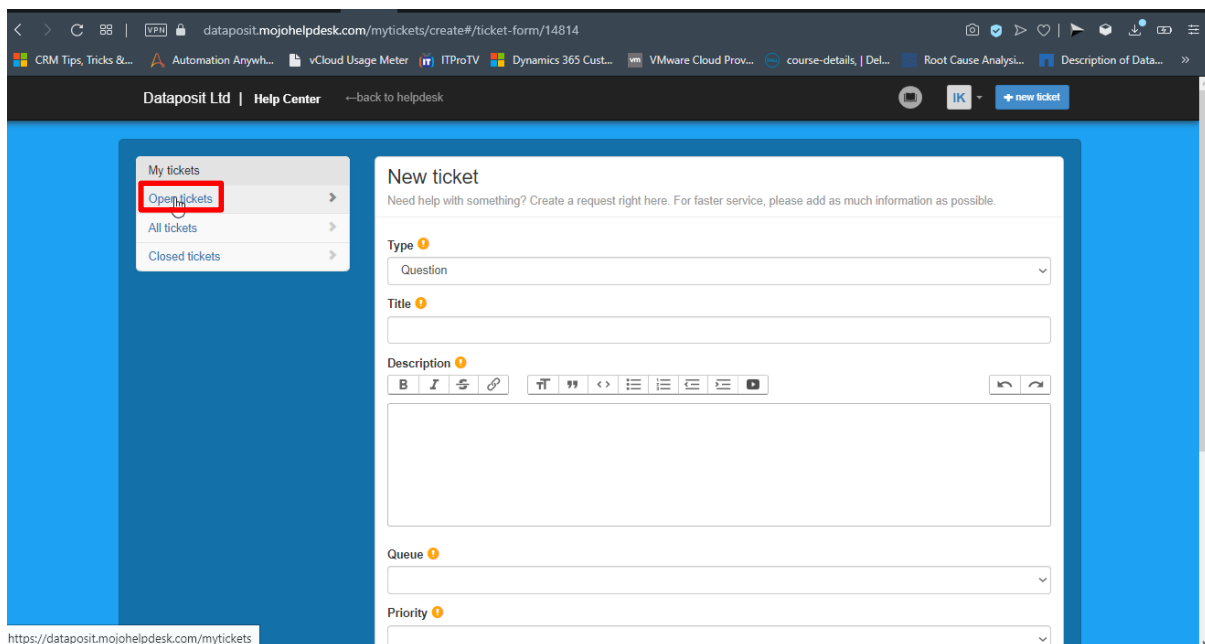 VPN dataposit.mojohelpdesk.com/mytickets/create#/ticket-form/14814
CRM Tips, Tricks &... Automation Anywh... vCloud Usage Meter ITProTV Dynamics 365 Cust... vm VMware Cloud Prov... course-details, | Del... Root Cause Analysi... Description of Data... »
Dataposit Ltd | Help Center ←back to helpdesk IK + new ticket
My tickets
Open tickets
All tickets
Closed tickets
New ticket
Need help with something? Create a request right here. For faster service, please add as much information as possible.
Type
Question
Title
Description
B I S
Queue
Priority
https://dataposit.mojohelpdesk.com/mytickets